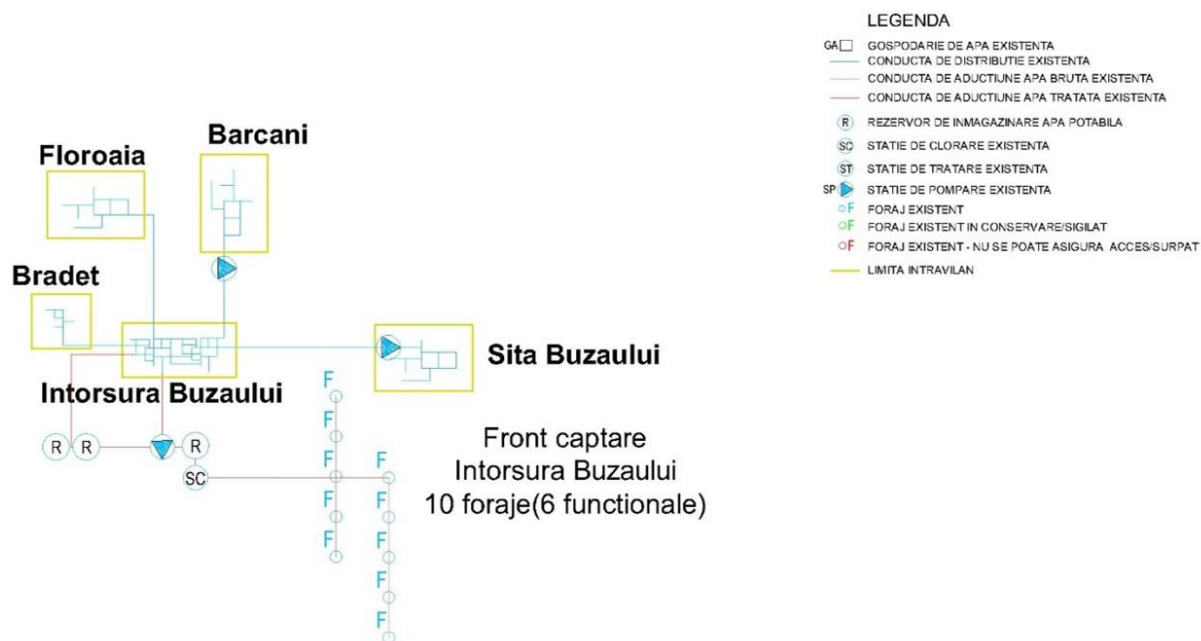 LEGENDA
GA GOSPODARIE DE APA EXISTENTA
CONDUCTA DE DISTRIBUTIE EXISTENTA
CONDUCTA DE ADUCTIUNE APA BRUTA EXISTENTA
CONDUCTA DE ADUCTIUNE APA TRATATA EXISTENTA
R REZERVOR DE INMAGAZINARE APA POTABILA
SC STATIE DE CLORARE EXISTENTA
ST STATIE DE TRATARE EXISTENTA
SP STATIE DE POMPARE EXISTENTA
F FORAJ EXISTENT
F FORAJ EXISTENT IN CONSERVARE/SIGILAT
F FORAJ EXISTENT - NU SE POATE ASIGURA ACCES/SURPAT
LIMITA INTRAVILAN
Barcani
Floroaia
Bradet
Sita Buzaului
Intorsura Buzaului
R R R
SC
F
F
F
F
F
F
F
F
F
F
Front captare
Intorsura Buzaului
10 foraje(6 functionale)